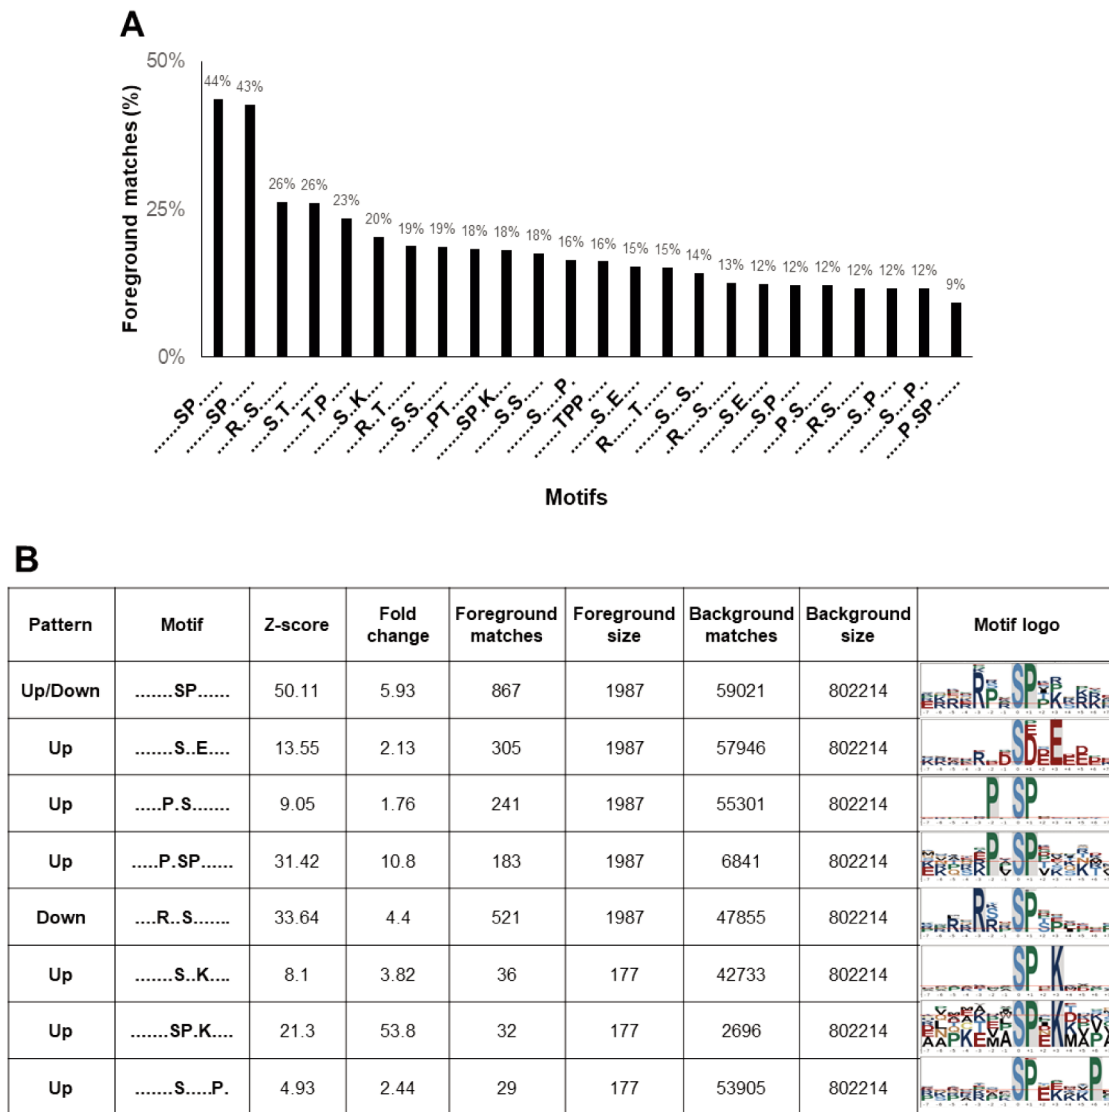 A
50%
25%
0%
Foreground matches (%)
44%
43%
26%
26%
23%
20%
19%
19%
18%
18%
18%
16%
16%
15%
15%
14%
13%
12%
12%
12%
12%
12%
12%
9%
.......SP......
.......SP......
....R..S.......
.....S.T.......
.......T.P.....
.......S..K....
....R..T.......
.....S.S.......
......PT.......
.......SP.K....
.......S.S.....
.......S.....P.
.......TPP.....
.......S..E....
R......T.......
.......S...S...
..R....S.......
.......S.E.....
.......S.P.....
.....P.S.......
.....R.S.......
.......S..P....
.......S....P..
.....P.SP......
Motifs
B
Pattern Motif Z-score Fold change Foreground matches Foreground size Background matches Background size Motif logo
Up/Down .......SP...... 50.11 5.93 867 1987 59021 802214
Up .......S..E.... 13.55 2.13 305 1987 57946 802214
Up .....P.S....... 9.05 1.76 241 1987 55301 802214
Up .....P.SP...... 31.42 10.8 183 1987 6841 802214
Down ....R..S....... 33.64 4.4 521 1987 47855 802214
Up .......S..K.... 8.1 3.82 36 177 42733 802214
Up .......SP.K.... 21.3 53.8 32 177 2696 802214
Up .......S.....P. 4.93 2.44 29 177 53905 802214